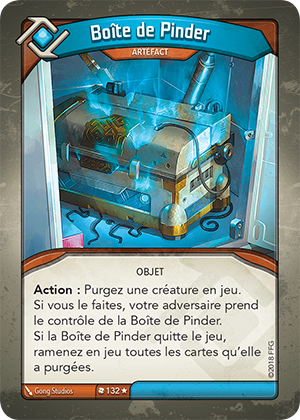 Boîte de Pinder
ARTEFACT
OBJET
Action : Purgez une créature en jeu.
Si vous le faites, votre adversaire prend
le contrôle de la Boîte de Pinder.
Si la Boîte de Pinder quitte le jeu,
ramenez en jeu toutes les cartes qu'elle
a purgées.
Gong Studios
132
©2018 FFG